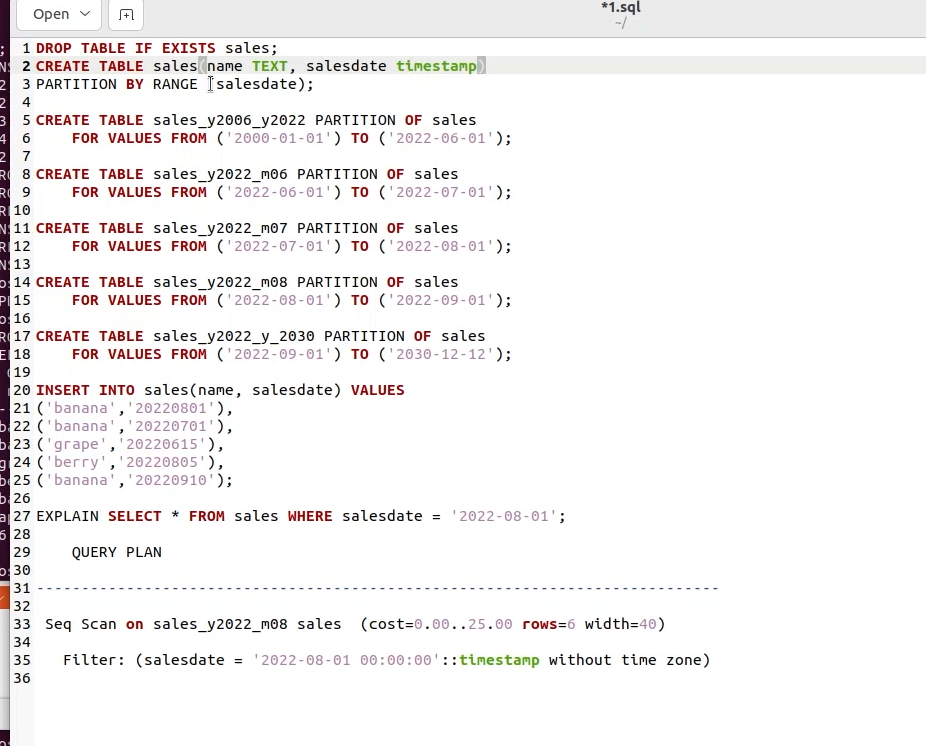 Open
*1.sql
~/
1 DROP TABLE IF EXISTS sales;
2 CREATE TABLE sales(name TEXT, salesdate timestamp)
3 PARTITION BY RANGE (salesdate);
4
5 CREATE TABLE sales_y2006_y2022 PARTITION OF sales
6     FOR VALUES FROM ('2000-01-01') TO ('2022-06-01');
7
8 CREATE TABLE sales_y2022_m06 PARTITION OF sales
9     FOR VALUES FROM ('2022-06-01') TO ('2022-07-01');
10
11 CREATE TABLE sales_y2022_m07 PARTITION OF sales
12     FOR VALUES FROM ('2022-07-01') TO ('2022-08-01');
13
14 CREATE TABLE sales_y2022_m08 PARTITION OF sales
15     FOR VALUES FROM ('2022-08-01') TO ('2022-09-01');
16
17 CREATE TABLE sales_y2022_y_2030 PARTITION OF sales
18     FOR VALUES FROM ('2022-09-01') TO ('2030-12-12');
19
20 INSERT INTO sales(name, salesdate) VALUES
21 ('banana','20220801'),
22 ('banana','20220701'),
23 ('grape','20220615'),
24 ('berry','20220805'),
25 ('banana','20220910');
26
27 EXPLAIN SELECT * FROM sales WHERE salesdate = '2022-08-01';
28
29     QUERY PLAN
30
31 ----------------------------------------------------------------------------
32
33  Seq Scan on sales_y2022_m08 sales  (cost=0.00..25.00 rows=6 width=40)
34
35    Filter: (salesdate = '2022-08-01 00:00:00'::timestamp without time zone)
36